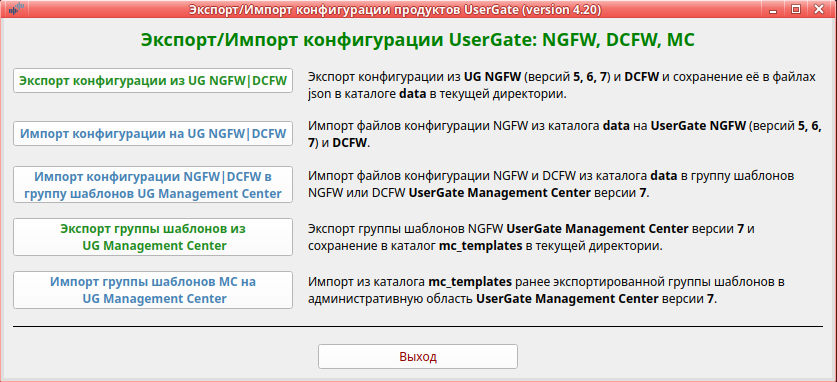 Экспорт/Импорт конфигурации продуктов UserGate (version 4.20)
Экспорт/Импорт конфигурации UserGate: NGFW, DCFW, MC
Экспорт конфигурации из UG NGFW|DCFW
Экспорт конфигурации из UG NGFW (версий 5, 6, 7) и DCFW и сохранение её в файлах
json в каталоге data в текущей директории.
Импорт конфигурации на UG NGFW|DCFW
Импорт файлов конфигурации NGFW из каталога data на UserGate NGFW (версий 5, 6,
7) и DCFW.
Импорт конфигурации NGFW|DCFW в
группу шаблонов UG Management Center
Импорт файлов конфигурации NGFW и DCFW из каталога data в группу шаблонов
NGFW или DCFW UserGate Management Center версии 7.
Экспорт группы шаблонов из
UG Management Center
Экспорт группы шаблонов NGFW UserGate Management Center версии 7 и
сохранение в каталог mc_templates в текущей директории.
Импорт группы шаблонов МС на
UG Management Center
Импорт из каталога mc_templates ранее экспортированной группы шаблонов в
административную область UserGate Management Center версии 7.
Выход